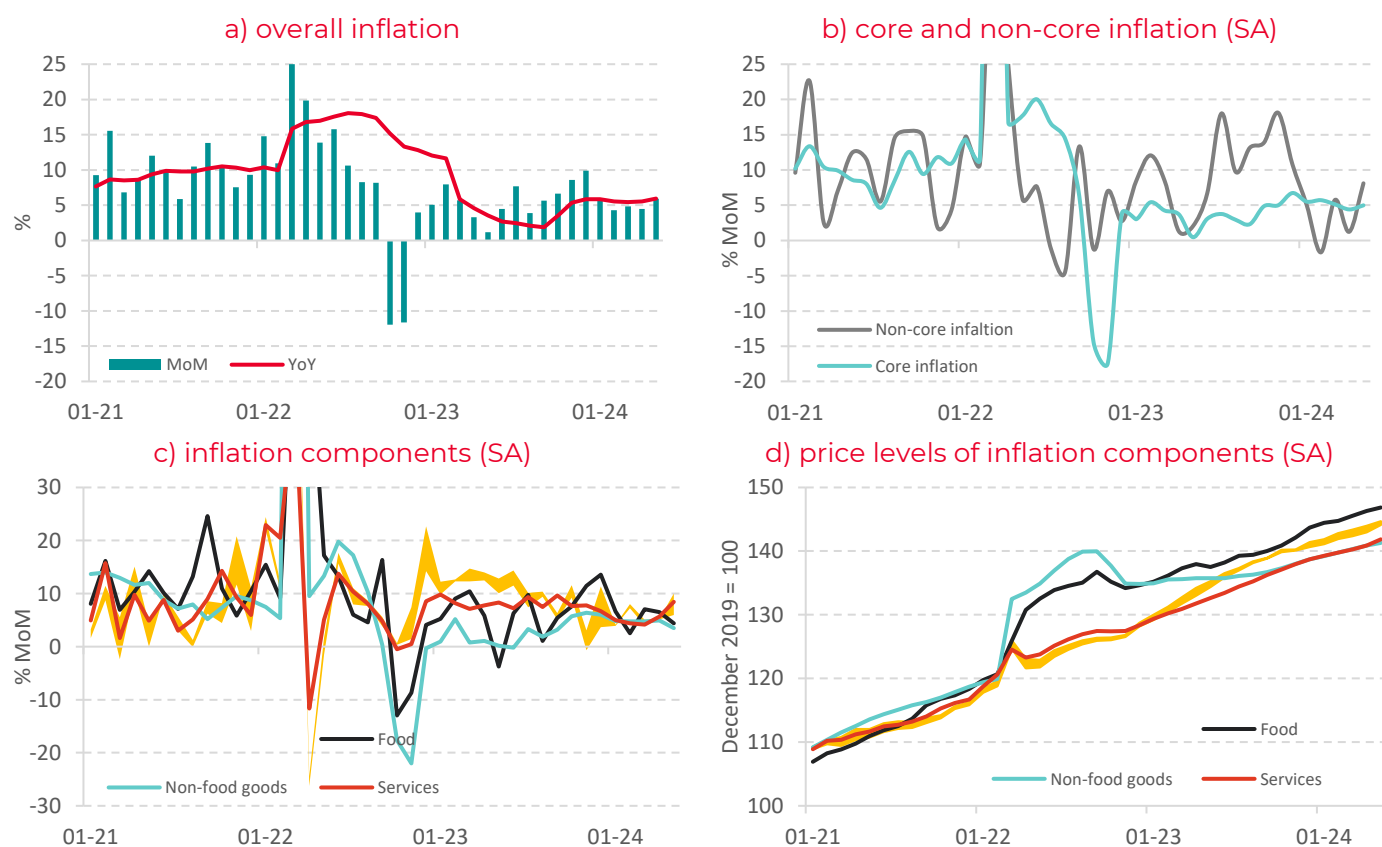 a) overall inflation
%
25
20
15
10
5
0
-5
-10
-15
-20
MoM
YoY
01-21
01-22
01-23
01-24
b) core and non-core inflation (SA)
% MoM
25
20
15
10
5
0
-5
-10
-15
-20
Non-core infaltion
Core inflation
01-21
01-22
01-23
01-24
c) inflation components (SA)
% MoM
30
20
10
0
-10
-20
-30
Food
Non-food goods
Services
01-21
01-22
01-23
01-24
d) price levels of inflation components (SA)
December 2019 = 100
150
140
130
120
110
100
Food
Non-food goods
Services
01-21
01-22
01-23
01-24